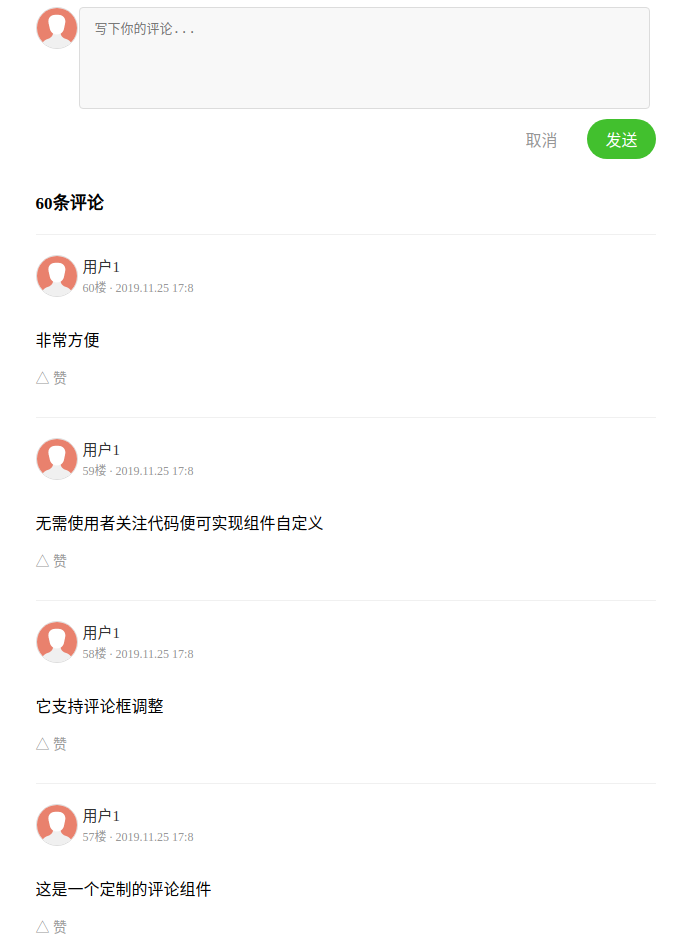 写下你的评论...
取消 发送
60条评论
用户1
60楼 · 2019.11.25 17:8
非常方便
△ 赞
用户1
59楼 · 2019.11.25 17:8
无需使用者关注代码便可实现组件自定义
△ 赞
用户1
58楼 · 2019.11.25 17:8
它支持评论框调整
△ 赞
用户1
57楼 · 2019.11.25 17:8
这是一个定制的评论组件
△ 赞